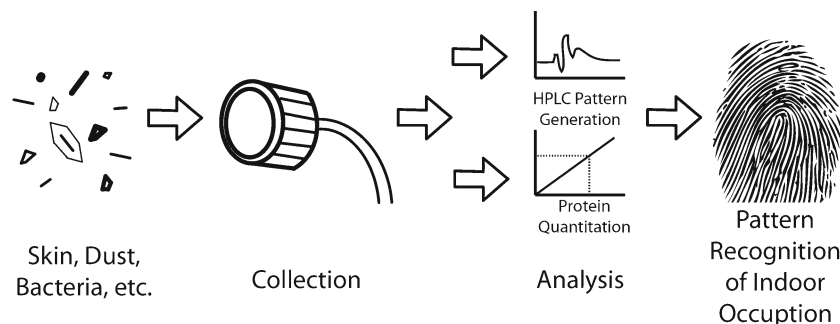 HPLC Pattern
Generation
Protein
Quantitation
Skin, Dust,
Bacteria, etc.
Collection
Analysis
Pattern
Recognition
of Indoor
Occuption